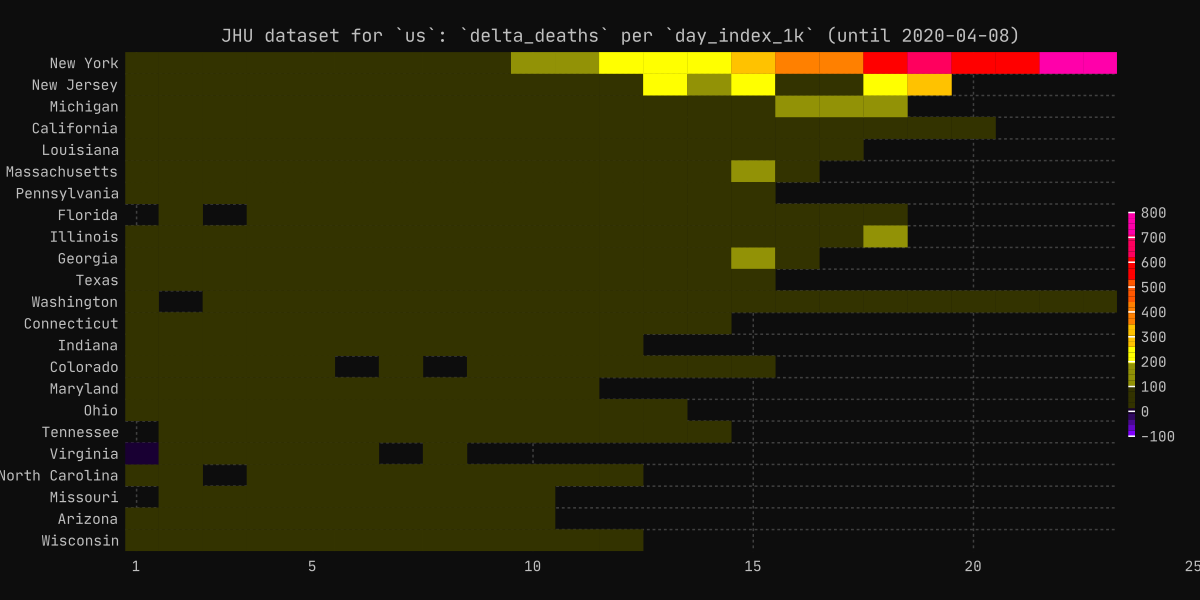 JHU dataset for `us`: `delta_deaths` per `day_index_1k` (until 2020-04-08)
New York
New Jersey
Michigan
California
Louisiana
Massachusetts
Pennsylvania
Florida
Illinois
Georgia
Texas
Washington
Connecticut
Indiana
Colorado
Maryland
Ohio
Tennessee
Virginia
North Carolina
Missouri
Arizona
Wisconsin
1 5 10 15 20 25
800
700
600
500
400
300
200
100
0
-100